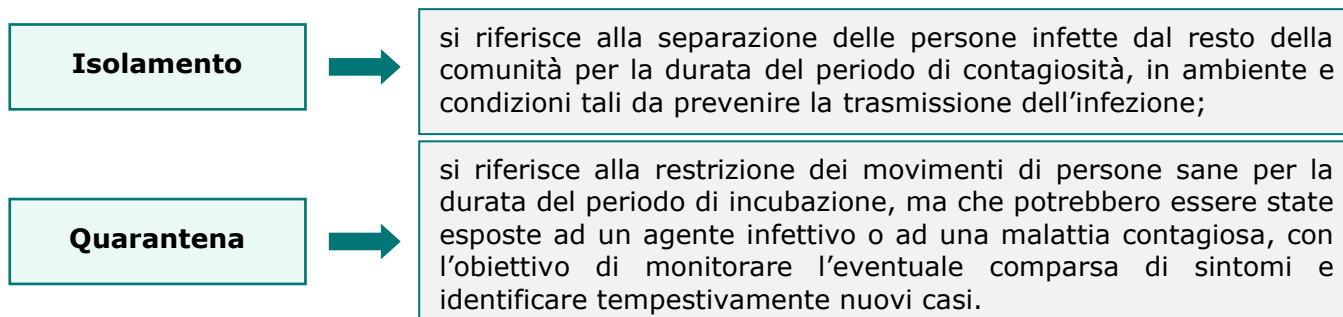 Isolamento
si riferisce alla separazione delle persone infette dal resto della
comunità per la durata del periodo di contagiosità, in ambiente e
condizioni tali da prevenire la trasmissione dell’infezione;
Quarantena
si riferisce alla restrizione dei movimenti di persone sane per la
durata del periodo di incubazione, ma che potrebbero essere state
esposte ad un agente infettivo o ad una malattia contagiosa, con
l’obiettivo di monitorare l’eventuale comparsa di sintomi e
identificare tempestivamente nuovi casi.